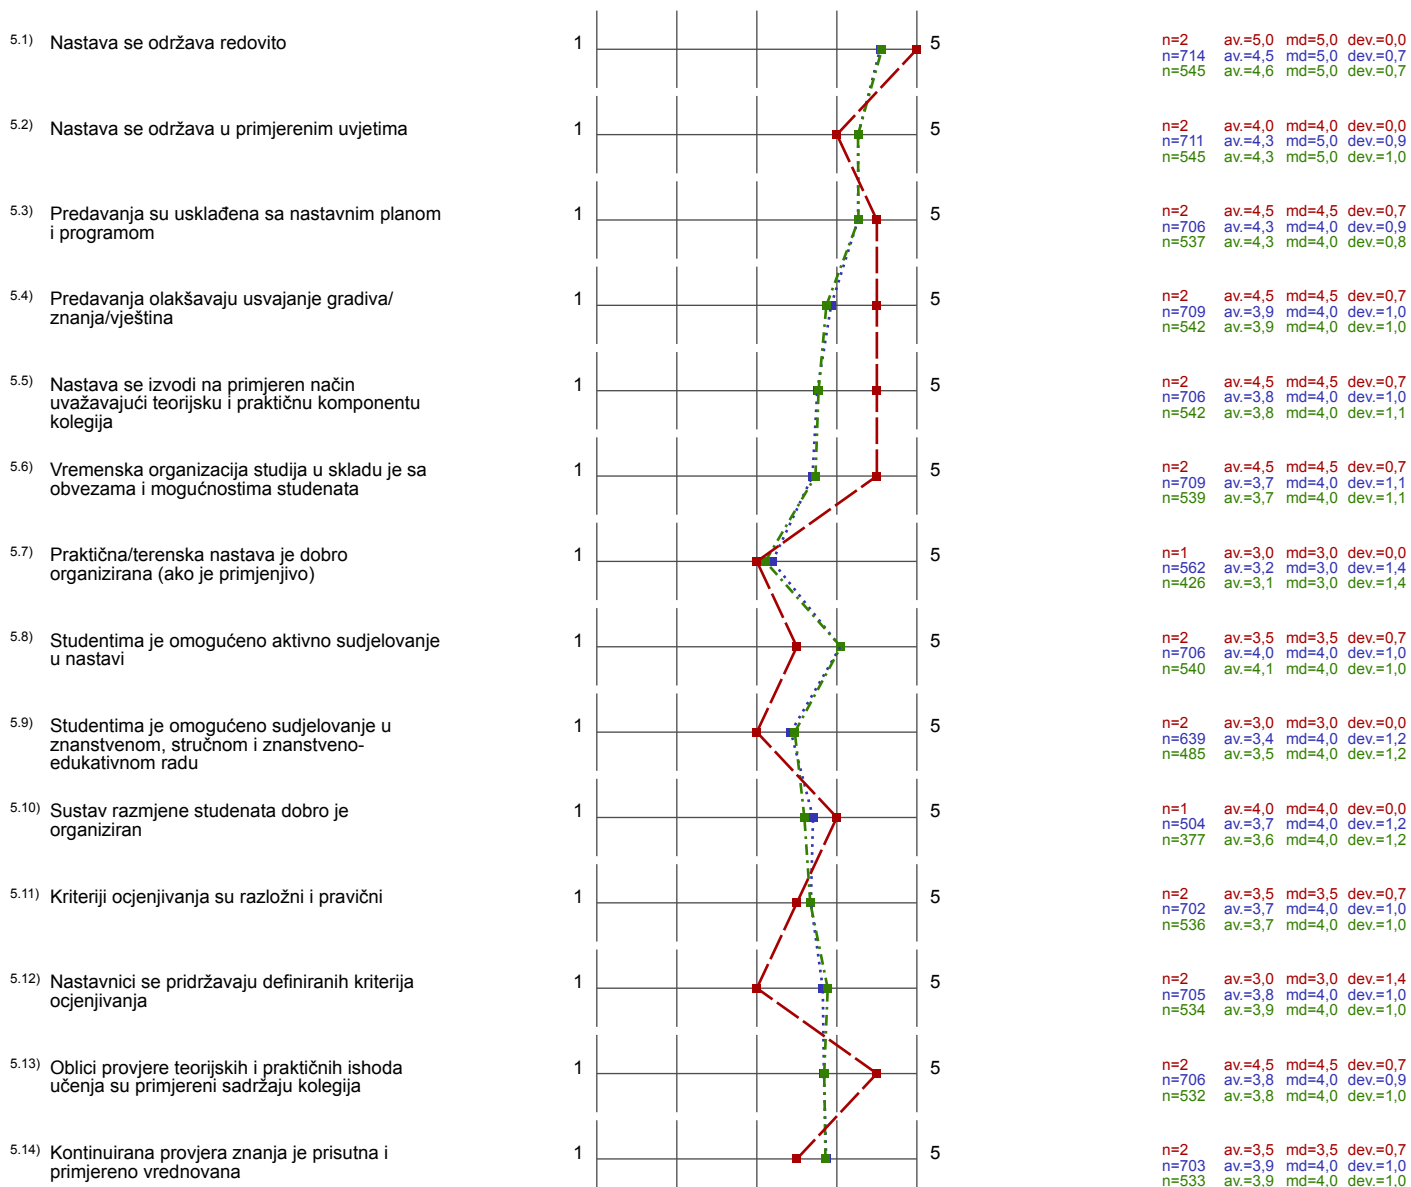 5.1) Nastava se održava redovito
1 5
n=2 av.=5,0 md=5,0 dev.=0,0
n=714 av.=4,5 md=5,0 dev.=0,7
n=545 av.=4,6 md=5,0 dev.=0,7
5.2) Nastava se održava u primjerenim uvjetima
1 5
n=2 av.=4,0 md=4,0 dev.=0,0
n=711 av.=4,3 md=5,0 dev.=0,9
n=545 av.=4,3 md=5,0 dev.=1,0
5.3) Predavanja su usklađena sa nastavnim planom
i programom
1 5
n=2 av.=4,5 md=4,5 dev.=0,7
n=706 av.=4,3 md=4,0 dev.=0,9
n=537 av.=4,3 md=4,0 dev.=0,8
5.4) Predavanja olakšavaju usvajanje gradiva/
znanja/vještina
1 5
n=2 av.=4,5 md=4,5 dev.=0,7
n=709 av.=3,9 md=4,0 dev.=1,0
n=542 av.=3,9 md=4,0 dev.=1,0
5.5) Nastava se izvodi na primjeren način
uvažavajući teorijsku i praktičnu komponentu
kolegija
1 5
n=2 av.=4,5 md=4,5 dev.=0,7
n=706 av.=3,8 md=4,0 dev.=1,0
n=542 av.=3,8 md=4,0 dev.=1,1
5.6) Vremenska organizacija studija u skladu je sa
obvezama i mogućnostima studenata
1 5
n=2 av.=4,5 md=4,5 dev.=0,7
n=709 av.=3,7 md=4,0 dev.=1,1
n=539 av.=3,7 md=4,0 dev.=1,1
5.7) Praktična/terenska nastava je dobro
organizirana (ako je primjenjivo)
1 5
n=1 av.=3,0 md=3,0 dev.=0,0
n=562 av.=3,2 md=3,0 dev.=1,4
n=426 av.=3,1 md=3,0 dev.=1,4
5.8) Studentima je omogućeno aktivno sudjelovanje
u nastavi
1 5
n=2 av.=3,5 md=3,5 dev.=0,7
n=706 av.=4,0 md=4,0 dev.=1,0
n=540 av.=4,1 md=4,0 dev.=1,0
5.9) Studentima je omogućeno sudjelovanje u
znanstvenom, stručnom i znanstveno-
edukativnom radu
1 5
n=2 av.=3,0 md=3,0 dev.=0,0
n=639 av.=3,4 md=4,0 dev.=1,2
n=485 av.=3,5 md=4,0 dev.=1,2
5.10) Sustav razmjene studenata dobro je
organiziran
1 5
n=1 av.=4,0 md=4,0 dev.=0,0
n=504 av.=3,7 md=4,0 dev.=1,2
n=377 av.=3,6 md=4,0 dev.=1,2
5.11) Kriteriji ocjenjivanja su razložni i pravični
1 5
n=2 av.=3,5 md=3,5 dev.=0,7
n=702 av.=3,7 md=4,0 dev.=1,0
n=536 av.=3,7 md=4,0 dev.=1,0
5.12) Nastavnici se pridržavaju definiranih kriterija
ocjenjivanja
1 5
n=2 av.=3,0 md=3,0 dev.=1,4
n=705 av.=3,8 md=4,0 dev.=1,0
n=534 av.=3,9 md=4,0 dev.=1,0
5.13) Oblici provjere teorijskih i praktičnih ishoda
učenja su primjereni sadržaju kolegija
1 5
n=2 av.=4,5 md=4,5 dev.=0,7
n=706 av.=3,8 md=4,0 dev.=0,9
n=532 av.=3,8 md=4,0 dev.=1,0
5.14) Kontinuirana provjera znanja je prisutna i
primjereno vrednovana
1 5
n=2 av.=3,5 md=3,5 dev.=0,7
n=703 av.=3,9 md=4,0 dev.=1,0
n=533 av.=3,9 md=4,0 dev.=1,0